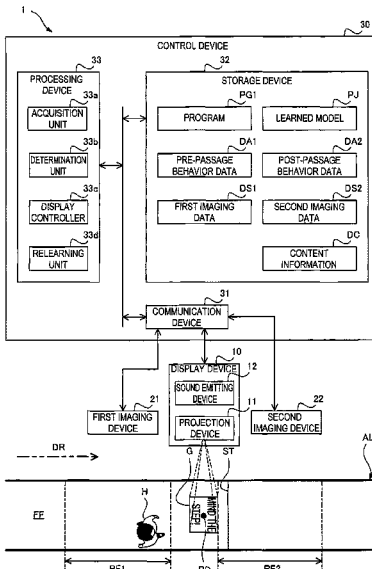 1
30
CONTROL DEVICE
33
32
PROCESSING DEVICE
STORAGE DEVICE
33a
PG1
PJ
ACQUISITION UNIT
PROGRAM
LEARNED MODEL
33b
DA1
DA2
DETERMINATION UNIT
PRE-PASSAGE BEHAVIOR DATA
POST-PASSAGE BEHAVIOR DATA
33c
DS1
DS2
DISPLAY CONTROLLER
FIRST IMAGING DATA
SECOND IMAGING DATA
33d
DC
RELEARNING UNIT
CONTENT INFORMATION
31
COMMUNICATION DEVICE
10
DISPLAY DEVICE
12
SOUND EMITTING DEVICE
21
11
22
FIRST IMAGING DEVICE
PROJECTION DEVICE
SECOND IMAGING DEVICE
DR
G
ST
AL
H
MIND THE STEP!